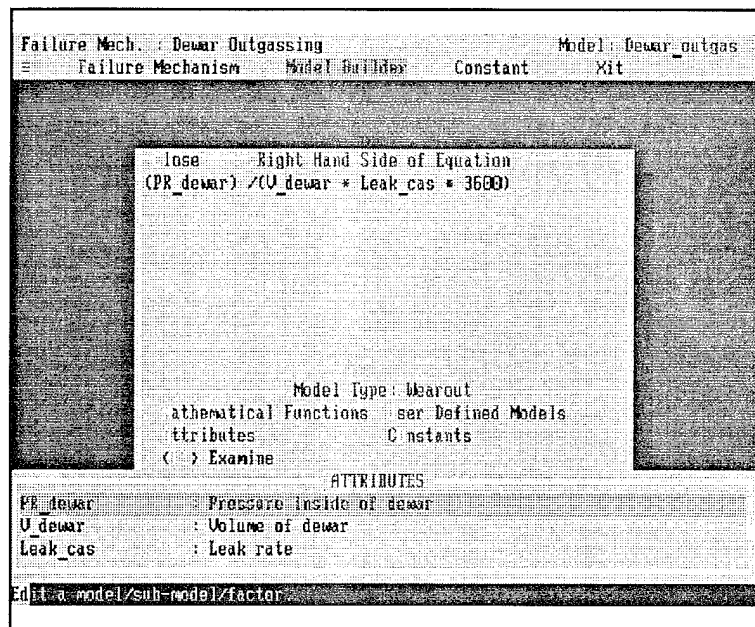 Failure Mech. : Dewar Outgassing Model: Dewar_outgas
≡ Failure Mechanism Model Builder Constant Xit
lose Right Hand Side of Equation
(PR_dewar) /(V_dewar * Leak_cas * 3600)
Model Type: Wearout
athematical Functions ser Defined Models
ttributes C nstants
< > Examine
ATTRIBUTES
PR_dewar : Pressure inside of dewar
V_dewar : Volume of dewar
Leak_cas : Leak rate
Edit a model/sub-model/factor.